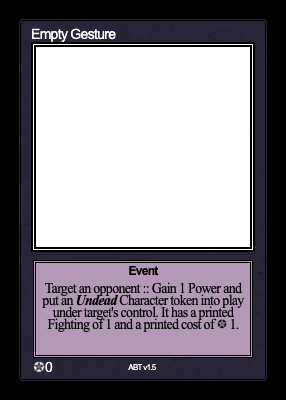 Empty Gesture
Event
Target an opponent :: Gain 1 Power and
put an Undead Character token into play
under target's control. It has a printed
Fighting of 1 and a printed cost of 1.
0
ABT v1.5